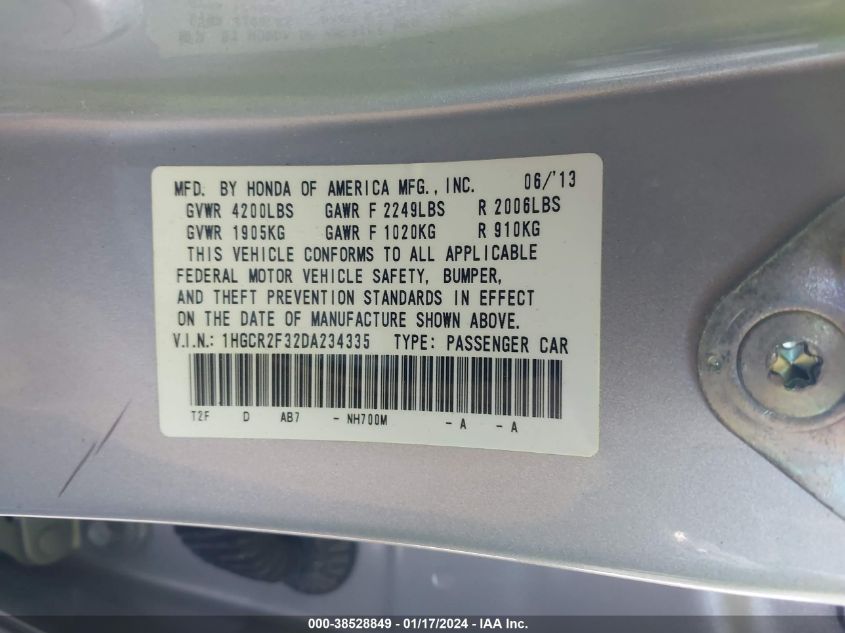 MFD. BY HONDA OF AMERICA MFG., INC. 06/'13
GVWR 4200LBS GAWR F 2249LBS R 2006LBS
GVWR 1905KG GAWR F 1020KG R 910KG
THIS VEHICLE CONFORMS TO ALL APPLICABLE
FEDERAL MOTOR VEHICLE SAFETY, BUMPER,
AND THEFT PREVENTION STANDARDS IN EFFECT
ON THE DATE OF MANUFACTURE SHOWN ABOVE.
V.I.N.: 1HGCR2F32DA234335 TYPE: PASSENGER CAR
T2F D AB7 - NH700M - A - A
000-38528849 - 01/17/2024 - IAA Inc.